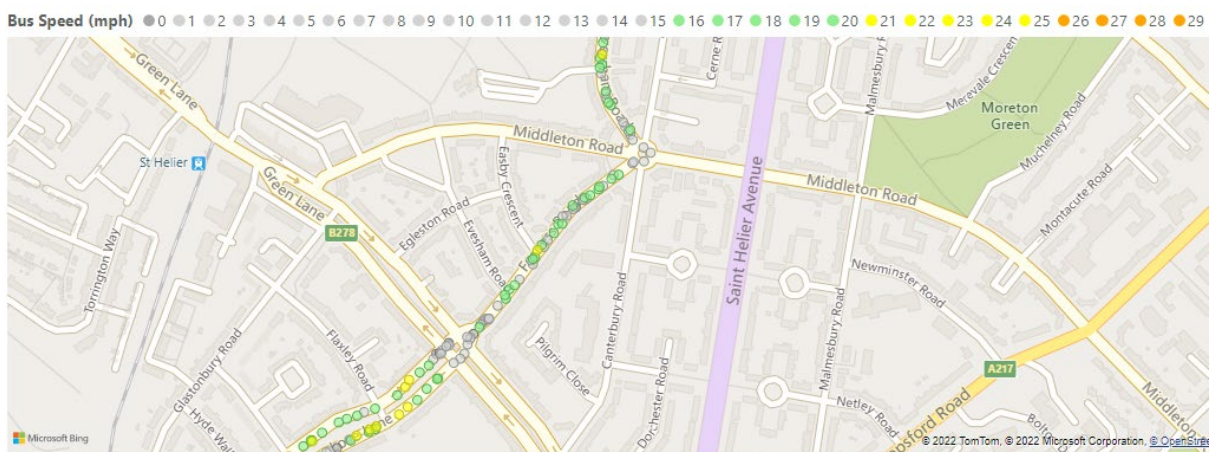 Bus Speed (mph) 0 1 2 3 4 5 6 7 8 9 10 11 12 13 14 15 16 17 18 19 20 21 22 23 24 25 26 27 28 29
Green Lane
Cerne
Malmesbury Road
Merevale Crescent
Moreton
Green
Muchelney Road
Middleton Road
St Helier
Easby Crescent
Green Lane
Middleton Road
Montacute Road
B278
Egleston Road
Evesham Road
Torrington Way
Saint Helier Avenue
Newminster Road
Canterbury Road
Malmesbury Road
Glastonbury Road
Flaxley Road
Pilgrim Close
A217
Middleton
Hyde Wa
Dorchester Road
Netley Road
bsford Road
Microsoft Bing
© 2022 TomTom, © 2022 Microsoft Corporation, © OpenStree